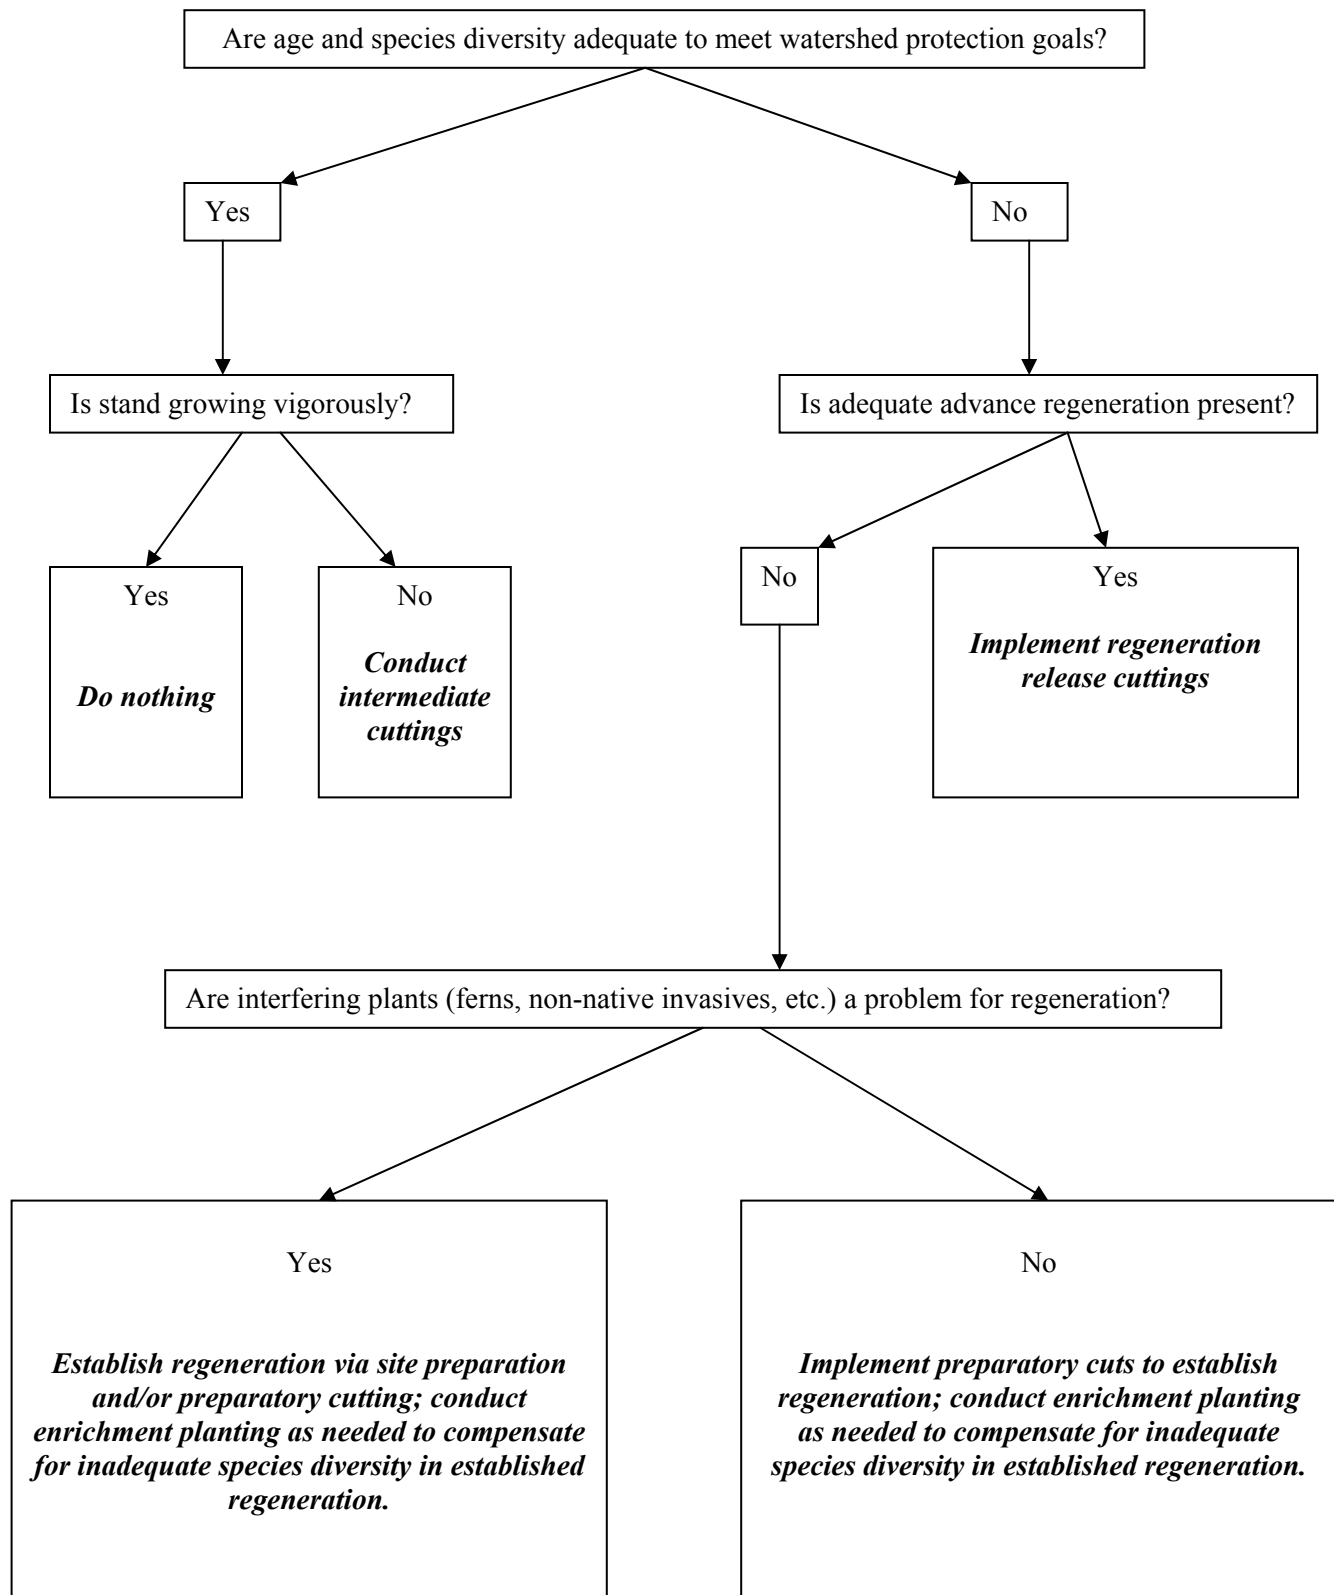 Are age and species diversity adequate to meet watershed protection goals?
Yes
No
Is stand growing vigorously?
Is adequate advance regeneration present?
Yes
Do nothing
No
Conduct
intermediate
cuttings
No
Yes
Implement regeneration
release cuttings
Are interfering plants (ferns, non-native invasives, etc.) a problem for regeneration?
Yes
Establish regeneration via site preparation
and/or preparatory cutting; conduct
enrichment planting as needed to compensate
for inadequate species diversity in established
regeneration.
No
Implement preparatory cuts to establish
regeneration; conduct enrichment planting
as needed to compensate for inadequate
species diversity in established regeneration.